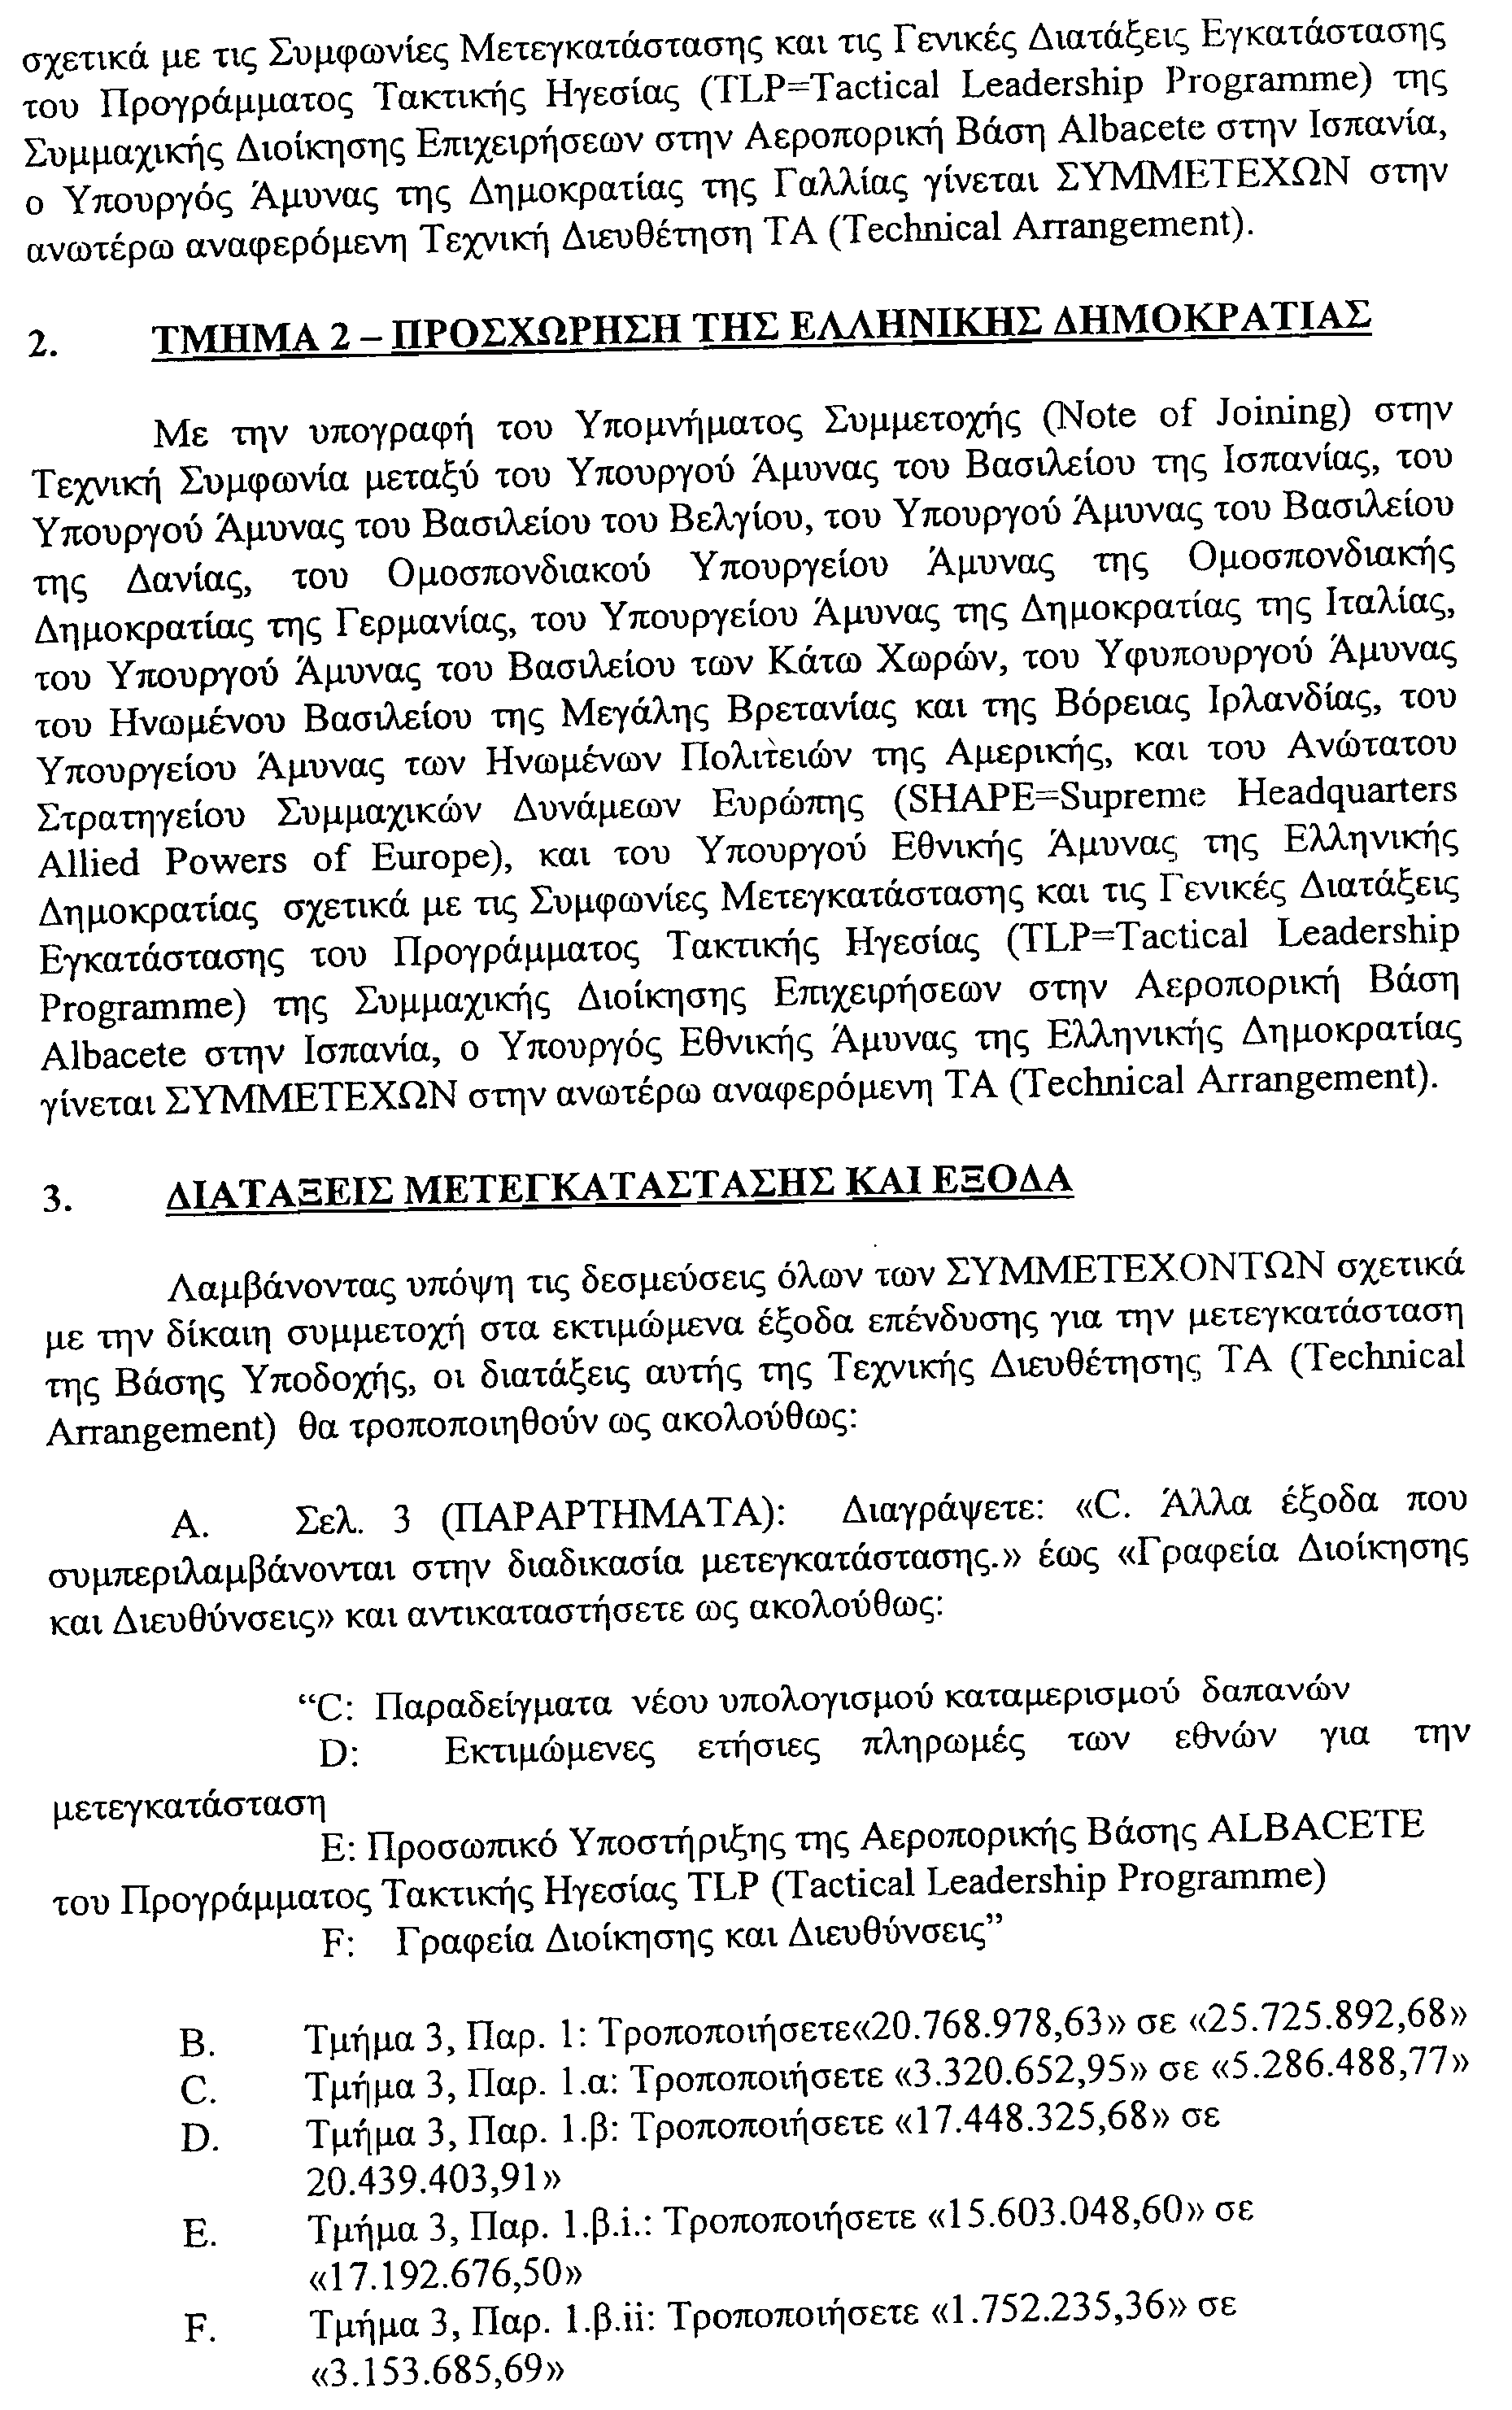 σχετικά με τις Συμφωνίες Μετεγκατάστασης και τις Γενικές Διατάξεις Εγκατάστασης
του Προγράμματος Τακτικής Ηγεσίας (TLP=Tactical Leadership Programme) της
Συμμαχικής Διοίκησης Επιχειρήσεων στην Αεροπορική Βάση Albacete στην Ισπανία,
ο Υπουργός Άμυνας της Δημοκρατίας της Γαλλίας γίνεται ΣΥΜΜΕΤΕΧΩΝ στην
ανωτέρω αναφερόμενη Τεχνική Διευθέτηση ΤΑ (Technical Arrangement).
2. ΤΜΗΜΑ 2 – ΠΡΟΣΧΩΡΗΣΗ ΤΗΣ ΕΛΛΗΝΙΚΗΣ ΔΗΜΟΚΡΑΤΙΑΣ
Με την υπογραφή του Υπομνήματος Συμμετοχής (Note of Joining) στην
Τεχνική Συμφωνία μεταξύ του Υπουργού Άμυνας του Βασιλείου της Ισπανίας, του
Υπουργού Άμυνας του Βασιλείου του Βελγίου, του Υπουργού Άμυνας του Βασιλείου
της Δανίας, του Ομοσπονδιακού Υπουργείου Άμυνας της Ομοσπονδιακής
Δημοκρατίας της Γερμανίας, του Υπουργείου Άμυνας της Δημοκρατίας της Ιταλίας,
του Υπουργού Άμυνας του Βασιλείου των Κάτω Χωρών, του Υφυπουργού Άμυνας
του Ηνωμένου Βασιλείου της Μεγάλης Βρετανίας και της Βόρειας Ιρλανδίας, του
Υπουργείου Άμυνας των Ηνωμένων Πολιτειών της Αμερικής, και του Ανώτατου
Στρατηγείου Συμμαχικών Δυνάμεων Ευρώπης (SHAPE=Supreme Headquarters
Allied Powers of Europe), και του Υπουργού Εθνικής Άμυνας της Ελληνικής
Δημοκρατίας σχετικά με τις Συμφωνίες Μετεγκατάστασης και τις Γενικές Διατάξεις
Εγκατάστασης του Προγράμματος Τακτικής Ηγεσίας (TLP=Tactical Leadership
Programme) της Συμμαχικής Διοίκησης Επιχειρήσεων στην Αεροπορική Βάση
Albacete στην Ισπανία, ο Υπουργός Εθνικής Άμυνας της Ελληνικής Δημοκρατίας
γίνεται ΣΥΜΜΕΤΕΧΩΝ στην ανωτέρω αναφερόμενη ΤΑ (Technical Arrangement).
3. ΔΙΑΤΑΞΕΙΣ ΜΕΤΕΓΚΑΤΑΣΤΑΣΗΣ ΚΑΙ ΕΞΟΔΑ
Λαμβάνοντας υπόψη τις δεσμεύσεις όλων των ΣΥΜΜΕΤΕΧΟΝΤΩΝ σχετικά
με την δίκαιη συμμετοχή στα εκτιμώμενα έξοδα επένδυσης για την μετεγκατάσταση
της Βάσης Υποδοχής, οι διατάξεις αυτής της Τεχνικής Διευθέτησης ΤΑ (Technical
Arrangement) θα τροποποιηθούν ως ακολούθως:
Α. Σελ. 3 (ΠΑΡΑΡΤΗΜΑΤΑ): Διαγράψετε: «C. Άλλα έξοδα που
συμπεριλαμβάνονται στην διαδικασία μετεγκατάστασης.» έως «Γραφεία Διοίκησης
και Διευθύνσεις» και αντικαταστήσετε ως ακολούθως:
“C: Παραδείγματα νέου υπολογισμού καταμερισμού δαπανών
D: Εκτιμώμενες ετήσιες πληρωμές των εθνών για την
μετεγκατάσταση
E: Προσωπικό Υποστήριξης της Αεροπορικής Βάσης ALBACETE
του Προγράμματος Τακτικής Ηγεσίας TLP (Tactical Leadership Programme)
F: Γραφεία Διοίκησης και Διευθύνσεις”
B. Τμήμα 3, Παρ. 1: Τροποποιήσετε«20.768.978,63» σε «25.725.892,68»
C. Τμήμα 3, Παρ. 1.α: Τροποποιήσετε «3.320.652,95» σε «5.286.488,77»
D. Τμήμα 3, Παρ. 1.β: Τροποποιήσετε «17.448.325,68» σε
20.439.403,91»
E. Τμήμα 3, Παρ. 1.β.i.: Τροποποιήσετε «15.603.048,60» σε
«17.192.676,50»
F. Τμήμα 3, Παρ. 1.β.ii: Τροποποιήσετε «1.752.235,36» σε
«3.153.685,69»